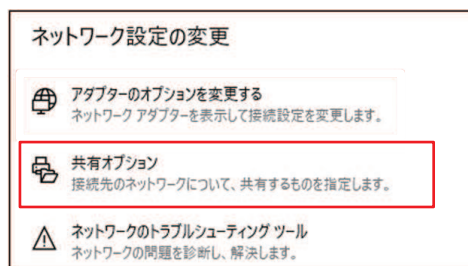 ネットワーク設定の変更
アダプターのオプションを変更する
ネットワーク アダプターを表示して接続設定を変更します。
共有オプション
接続先のネットワークについて、共有するものを指定します。
ネットワークのトラブルシューティング ツール
ネットワークの問題を診断し、解決します。